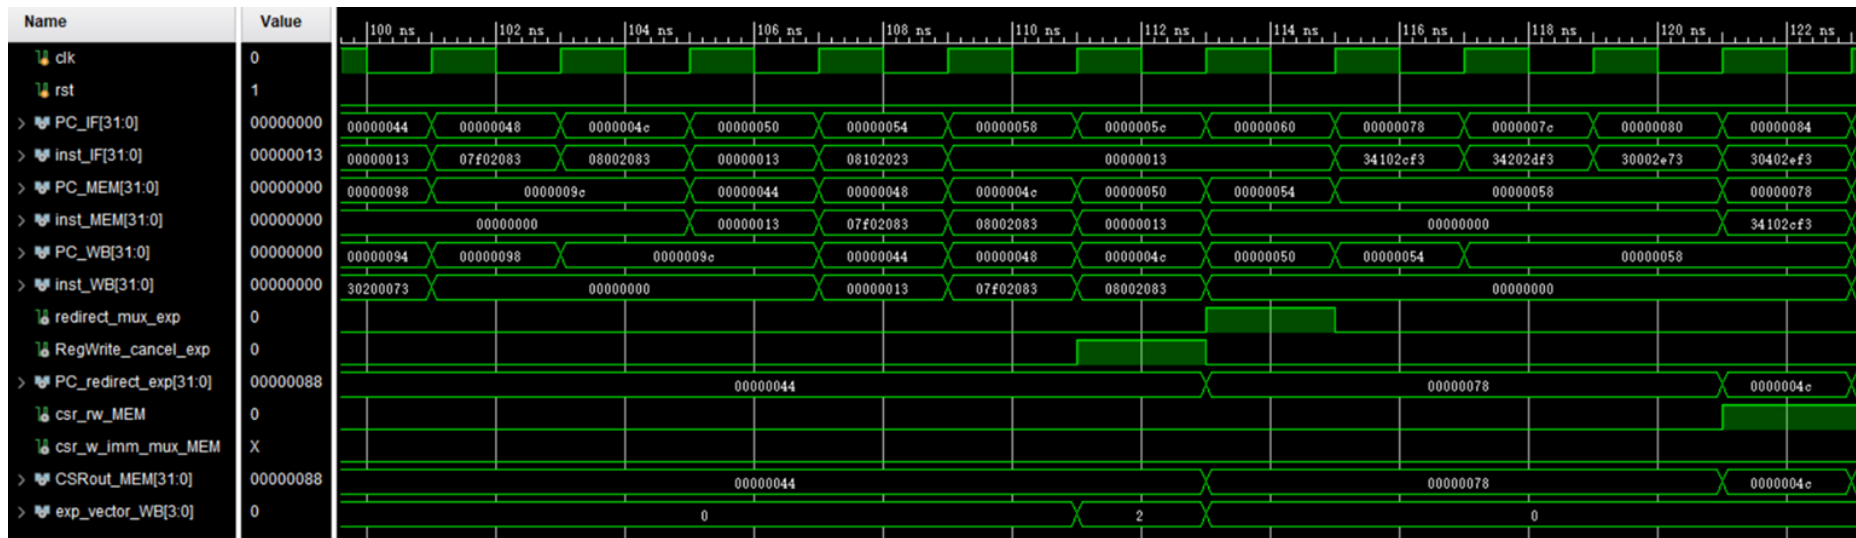 Name Value 100 ns 102 ns 104 ns 106 ns 108 ns 110 ns 112 ns 114 ns 116 ns 118 ns 120 ns 122 ns
clk 0
rst 1
PC_IF[31:0] 00000000 00000044 00000048 0000004c 00000050 00000054 00000058 0000005c 00000060 00000078 0000007c 00000080 00000084
inst_IF[31:0] 00000013 00000013 07f02083 08002083 00000013 08102023 00000013 34102cf3 34202df3 30002e73 30402ef3
PC_MEM[31:0] 00000000 00000098 0000009c 00000044 00000048 0000004c 00000050 00000054 00000058 00000078
inst_MEM[31:0] 00000000 00000000 00000013 07f02083 08002083 00000013 00000000 34102cf3
PC_WB[31:0] 00000000 00000094 00000098 0000009c 00000044 00000048 0000004c 00000050 00000054 00000058
inst_WB[31:0] 00000000 30200073 00000000 00000013 07f02083 08002083 00000000
redirect_mux_exp 0
RegWrite_cancel_exp 0
PC_redirect_exp[31:0] 00000088 00000044 00000078 0000004c
csr_rw_MEM 0
csr_w_imm_mux_MEM X
CSRout_MEM[31:0] 00000088 00000044 00000078 0000004c
exp_vector_WB[3:0] 0 0 2 0